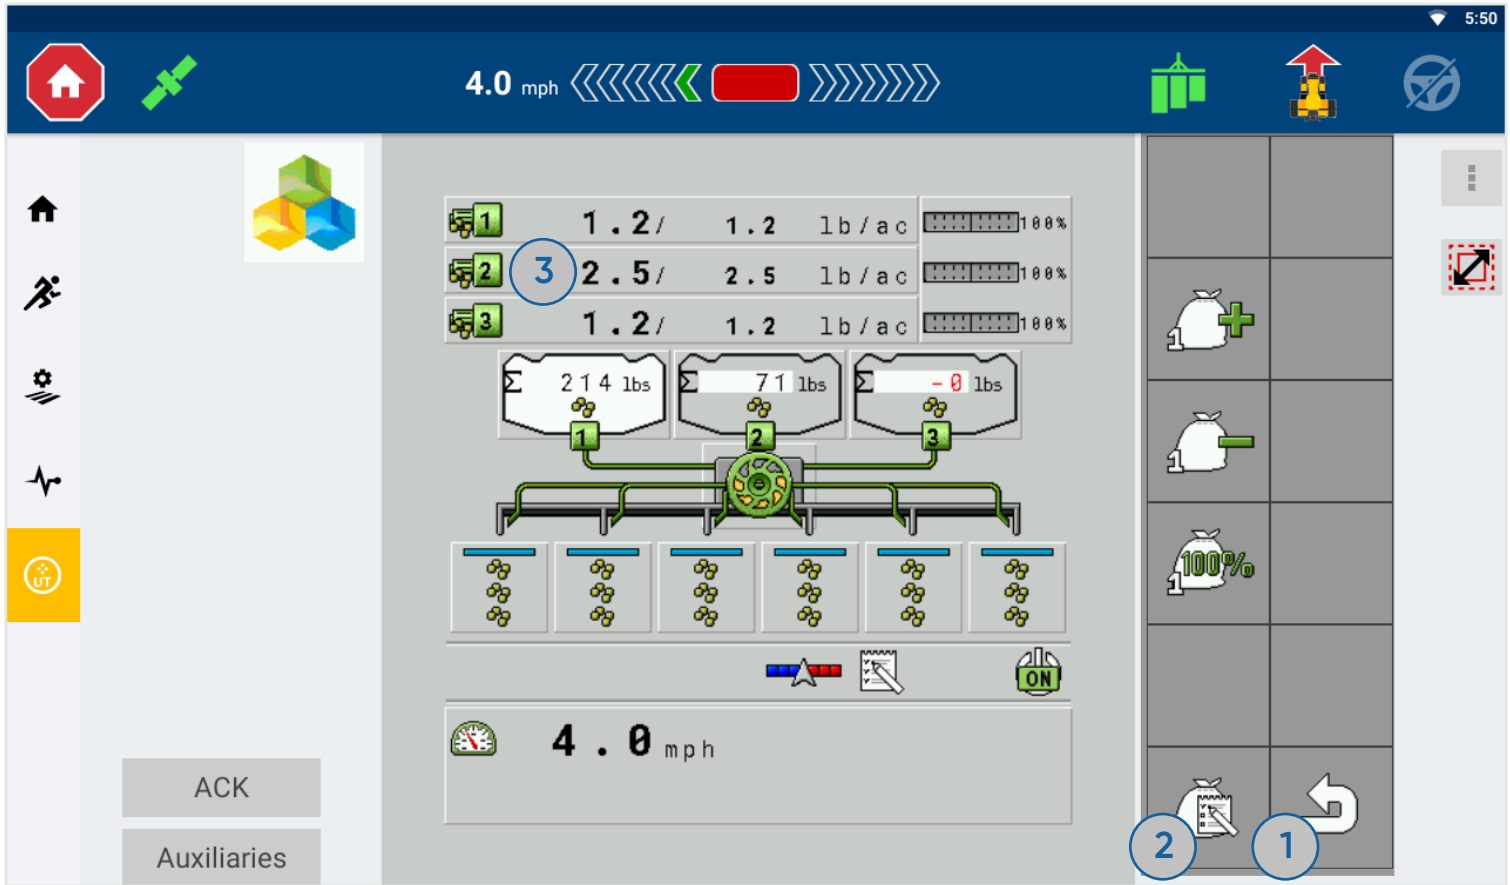 5:50
4.0 mph
1 1.2/ 1.2 lb/ac 100%
2 3 2.5/ 2.5 lb/ac 100%
3 1.2/ 1.2 lb/ac 100%
Σ 214 lbs Σ 71 lbs Σ -0 lbs
1 2 3
1
1
100%
1
UT
ON
4.0 mph
ACK
Auxiliaries
2 1